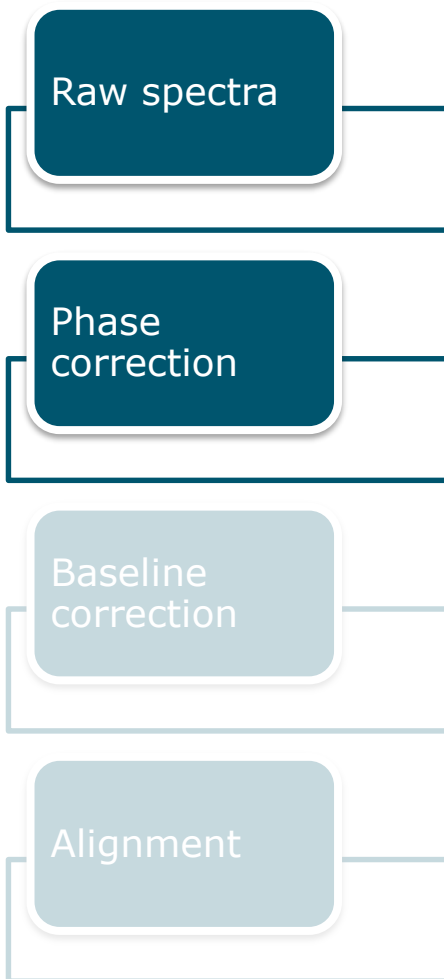 Raw spectra
Phase
correction
Baseline
correction
Alignment